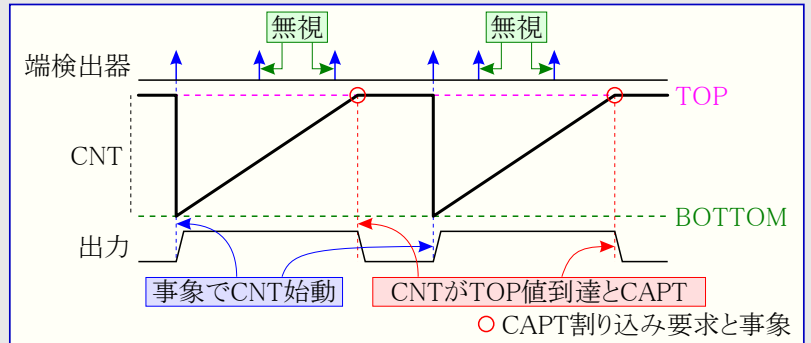 無視
無視
端検出器
TOP
CNT
BOTTOM
出力
事象でCNT始動
CNTがTOP値到達とCAPT
CAPT割り込み要求と事象